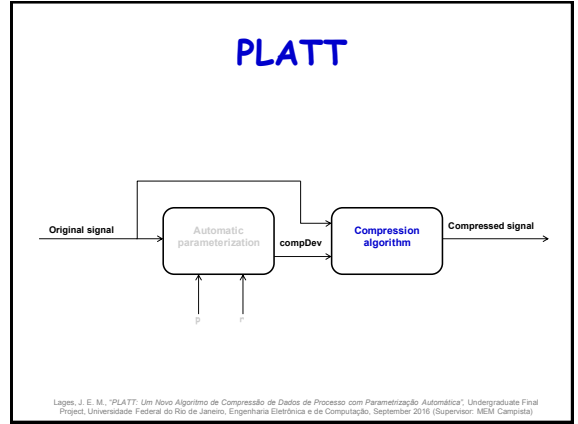 PLATT
Original signal
Automatic
parameterization
compDev
Compression
algorithm
Compressed signal
p
r
Lages, J. E. M., "PLATT: Um Novo Algoritmo de Compressão de Dados de Processo com Parametrização Automática", Undergraduate Final
Project, Universidade Federal do Rio de Janeiro, Engenharia Eletrônica e de Computação, September 2016 (Supervisor: MEM Campista)